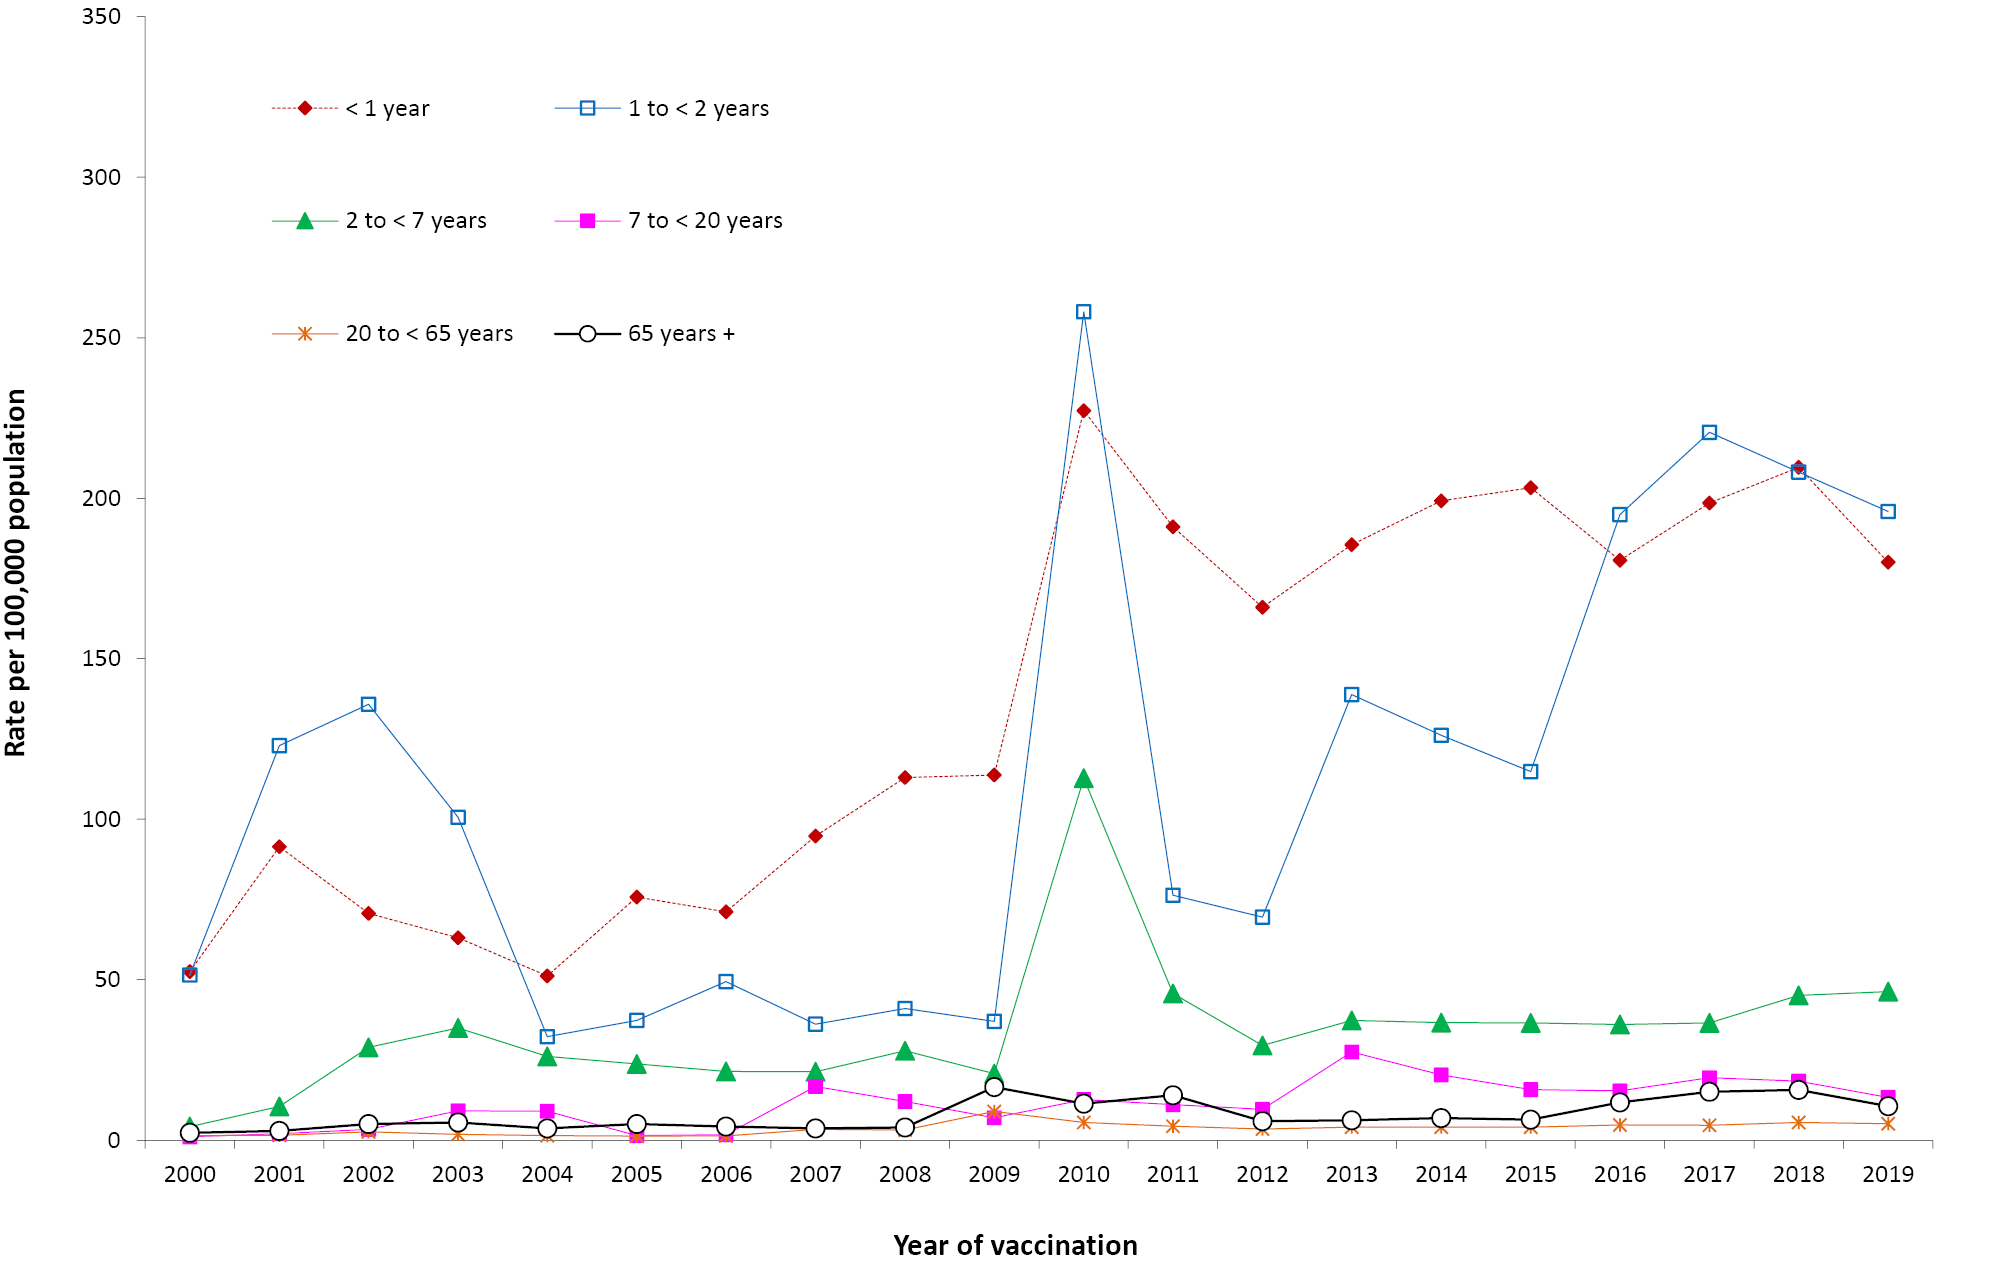 350
300
250
200
150
100
50
0
Rate per 100,000 population
< 1 year
1 to < 2 years
2 to < 7 years
7 to < 20 years
20 to < 65 years
65 years +
2000 2001 2002 2003 2004 2005 2006 2007 2008 2009 2010 2011 2012 2013 2014 2015 2016 2017 2018 2019
Year of vaccination